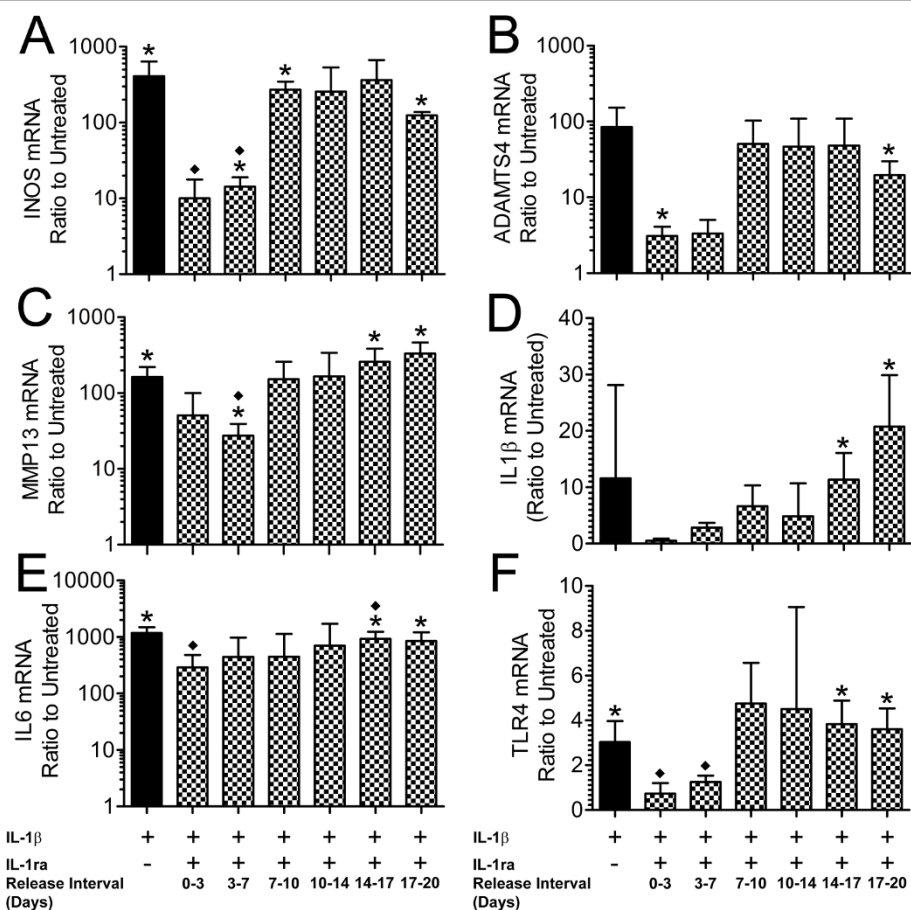 A
INOS mRNA
Ratio to Untreated
1000
100
10
1
*
◆
◆
*
*
*
B
ADAMTS4 mRNA
Ratio to Untreated
1000
100
10
1
*
*
C
MMP13 mRNA
Ratio to Untreated
1000
100
10
1
*
◆
*
*
*
D
IL1β mRNA
(Ratio to Untreated)
40
30
20
10
0
*
*
E
IL6 mRNA
Ratio to Untreated
10000
1000
100
10
1
*
◆
◆
*
*
F
TLR4 mRNA
Ratio to Untreated
10
8
6
4
2
0
*
◆
◆
*
*
IL-1β + + + + + + +
IL-1ra - + + + + + +
Release Interval 0-3 3-7 7-10 10-14 14-17 17-20
(Days)
IL-1β + + + + + + +
IL-1ra - + + + + + +
Release Interval 0-3 3-7 7-10 10-14 14-17 17-20
(Days)